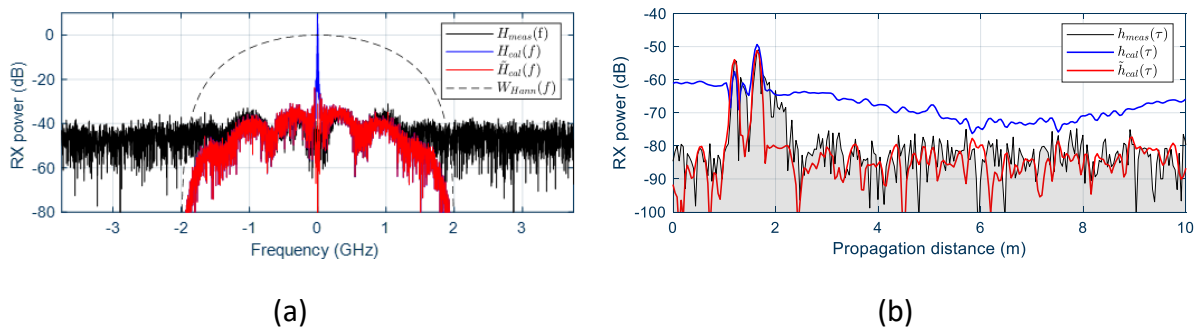 RX power (dB)
0
-20
-40
-60
-80
-3
-2
-1
0
1
2
3
Frequency (GHz)
H_meas(f)
H_cal(f)
H̃_cal(f)
W_Hann(f)
(a)
RX power (dB)
-40
-50
-60
-70
-80
-90
-100
0
2
4
6
8
10
Propagation distance (m)
h_meas(τ)
h_cal(τ)
h̃_cal(τ)
(b)